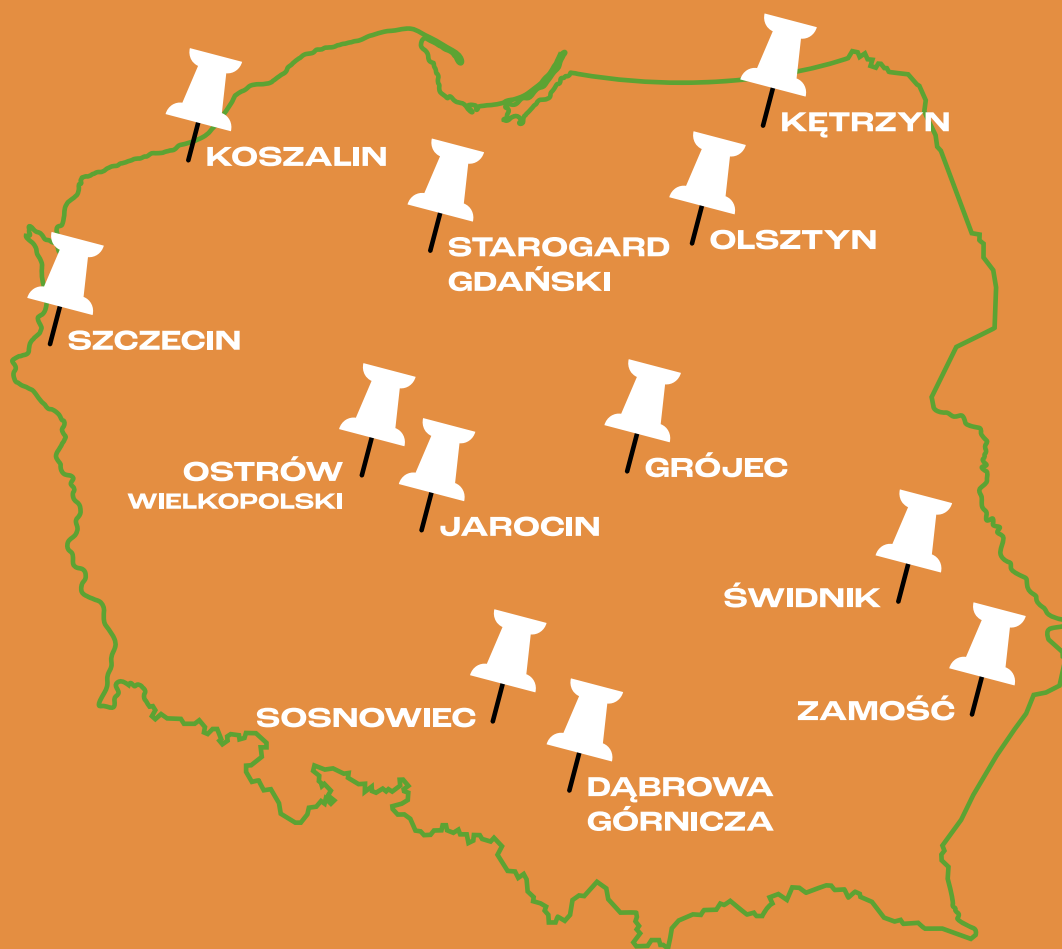 KĘTRZYN
KOSZALIN
OLSZTYN
STAROGARD
GDAŃSKI
SZCZECIN
OSTRÓW
WIELKOPOLSKI
GRÓJEC
JAROCIN
ŚWIDNIK
ZAMOŚĆ
SOSNOWIEC
DĄBROWA
GÓRNICZA